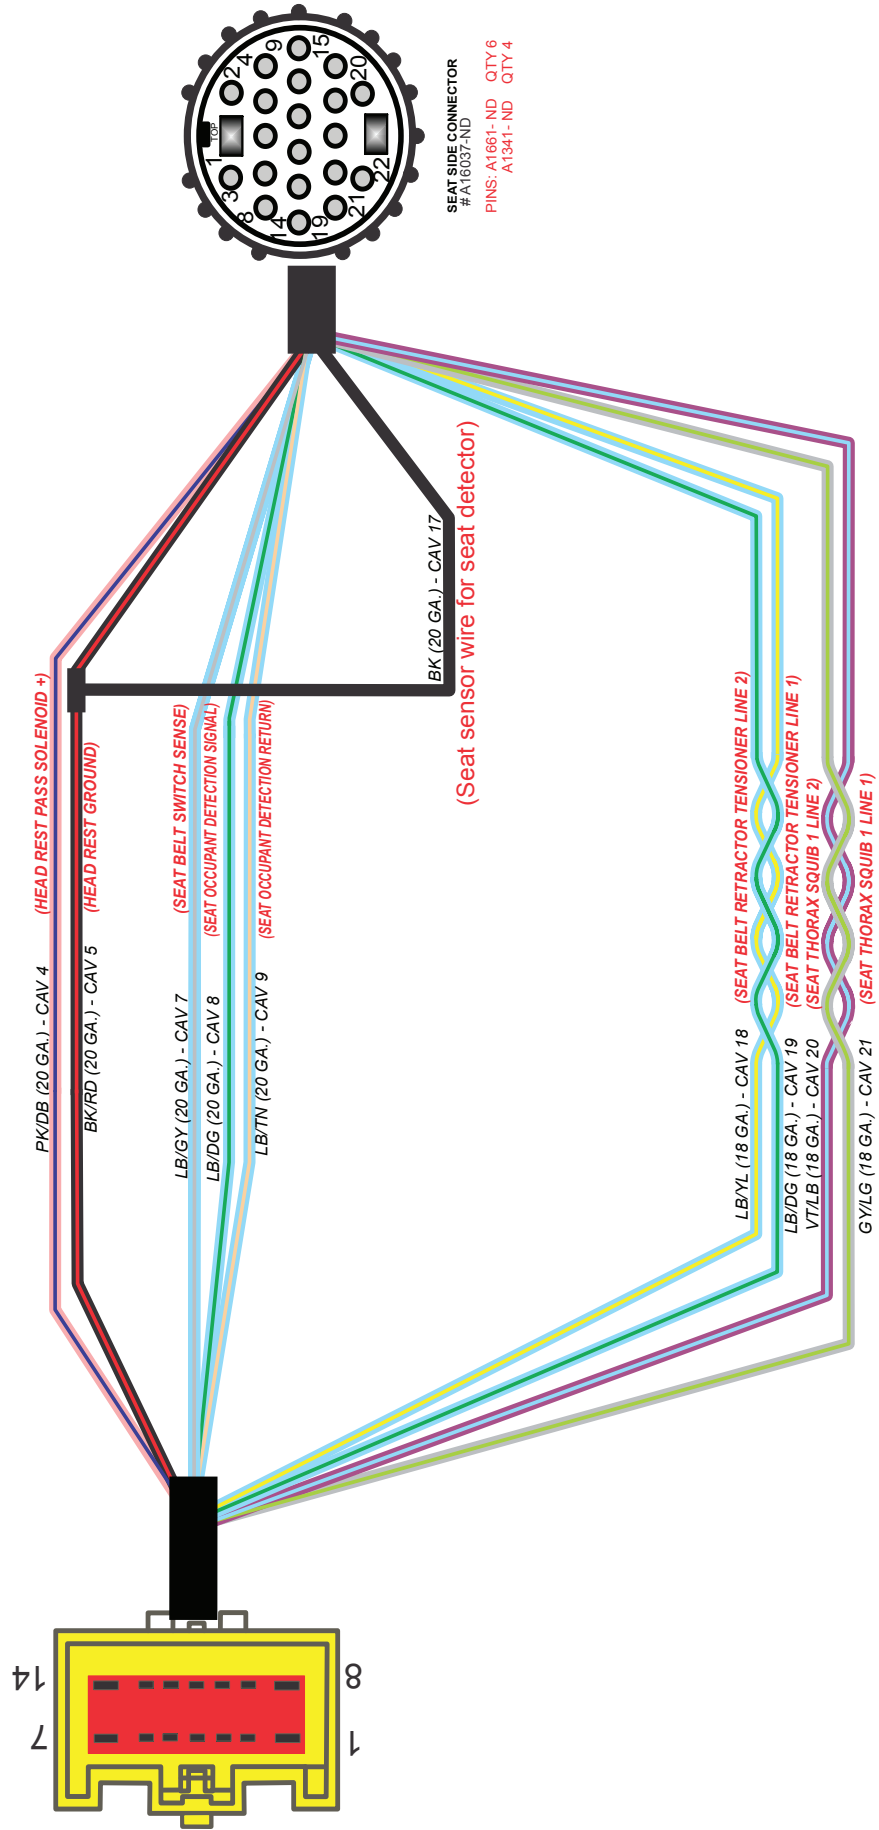 TOP
1
2
3
4
8
9
14
15
19
20
21
22
SEAT SIDE CONNECTOR
# A16037-ND
PINS: A1661- ND QTY 6
A1341- ND QTY 4
PK/DB (20 GA.) - CAV 4
(HEAD REST PASS SOLENOID +)
BK/RD (20 GA.) - CAV 5
(HEAD REST GROUND)
LB/GY (20 GA.) - CAV 7
(SEAT BELT SWITCH SENSE)
LB/DG (20 GA.) - CAV 8
(SEAT OCCUPANT DETECTION SIGNAL)
LB/TN (20 GA.) - CAV 9
(SEAT OCCUPANT DETECTION RETURN)
BK (20 GA.) - CAV 17
(Seat sensor wire for seat detector)
LB/YL (18 GA.) - CAV 18
(SEAT BELT RETRACTOR TENSIONER LINE 2)
LB/DG (18 GA.) - CAV 19
(SEAT BELT RETRACTOR TENSIONER LINE 1)
VT/LB (18 GA.) - CAV 20
(SEAT THORAX SQUIB 1 LINE 2)
GY/LG (18 GA.) - CAV 21
(SEAT THORAX SQUIB 1 LINE 1)
14
8
7
1